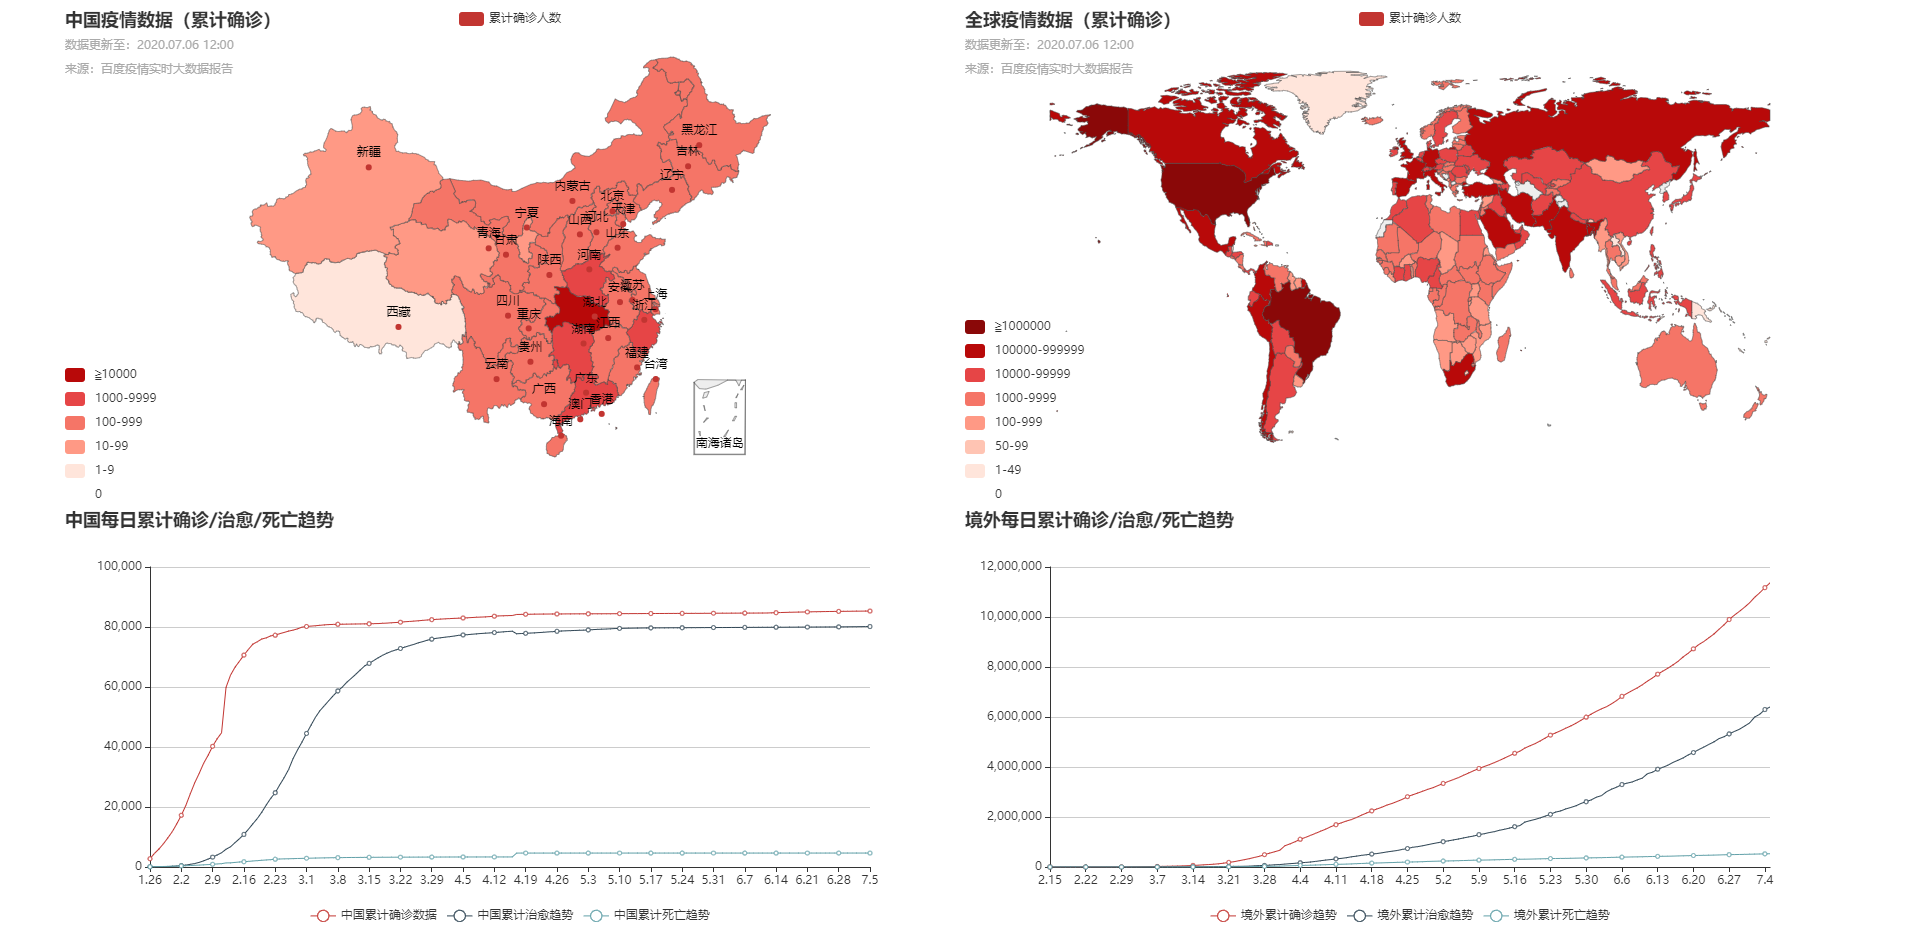 中国疫情数据（累计确诊）
累计确诊人数
数据更新至：2020.07.06 12:00
来源：百度疫情实时大数据报告
黑龙江
吉林
辽宁
新疆
内蒙古
北京
天津
宁夏
山西
河北
青海
甘肃
山东
陕西
河南
江苏
安徽
上海
西藏
四川
湖北
浙江
重庆
湖南
江西
贵州
福建
云南
台湾
广西
广东
香港
澳门
海南
南海诸岛
≧10000
1000-9999
100-999
10-99
1-9
0
全球疫情数据（累计确诊）
累计确诊人数
数据更新至：2020.07.06 12:00
来源：百度疫情实时大数据报告
≧1000000
100000-999999
10000-99999
1000-9999
100-999
50-99
1-49
0
中国每日累计确诊/治愈/死亡趋势
100,000
80,000
60,000
40,000
20,000
0
1.26 2.2 2.9 2.16 2.23 3.1 3.8 3.15 3.22 3.29 4.5 4.12 4.19 4.26 5.3 5.10 5.17 5.24 5.31 6.7 6.14 6.21 6.28 7.5
中国累计确诊数据 中国累计治愈趋势 中国累计死亡趋势
境外每日累计确诊/治愈/死亡趋势
12,000,000
10,000,000
8,000,000
6,000,000
4,000,000
2,000,000
0
2.15 2.22 2.29 3.7 3.14 3.21 3.28 4.4 4.11 4.18 4.25 5.2 5.9 5.16 5.23 5.30 6.6 6.13 6.20 6.27 7.4
境外累计确诊趋势 境外累计治愈趋势 境外累计死亡趋势